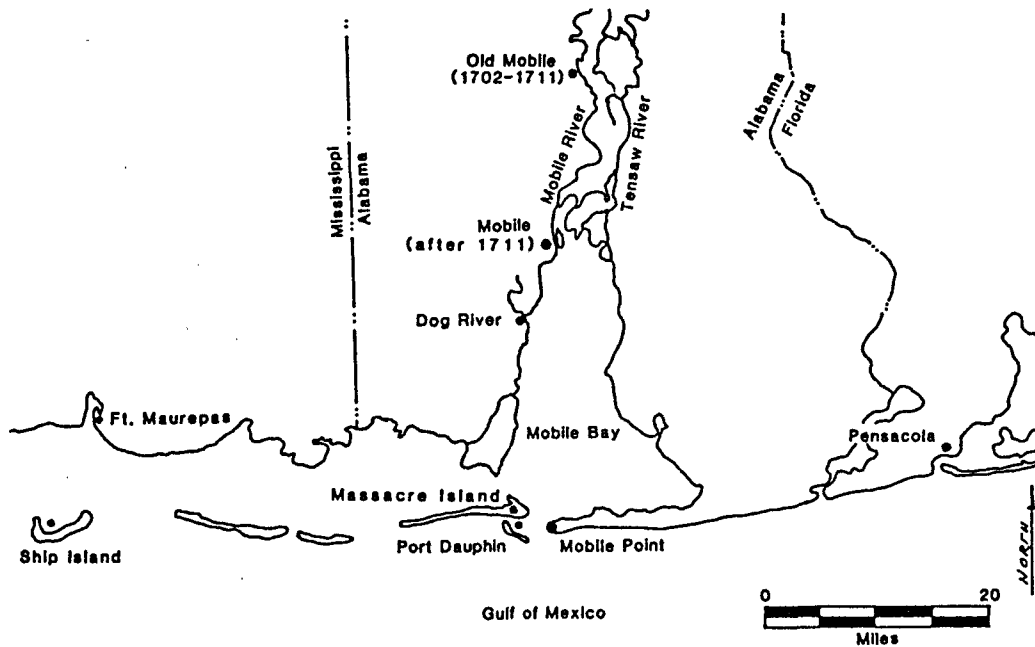 Old Mobile
(1702-1711)
Mobile River
Tensaw River
Alabama
Florida
Mississippi
Alabama
Mobile
(after 1711)
Dog River
Ft. Maurepas
Mobile Bay
Pensacola
Massacre Island
Ship Island
Port Dauphin
Mobile Point
NORTH
Gulf of Mexico
0 20
Miles